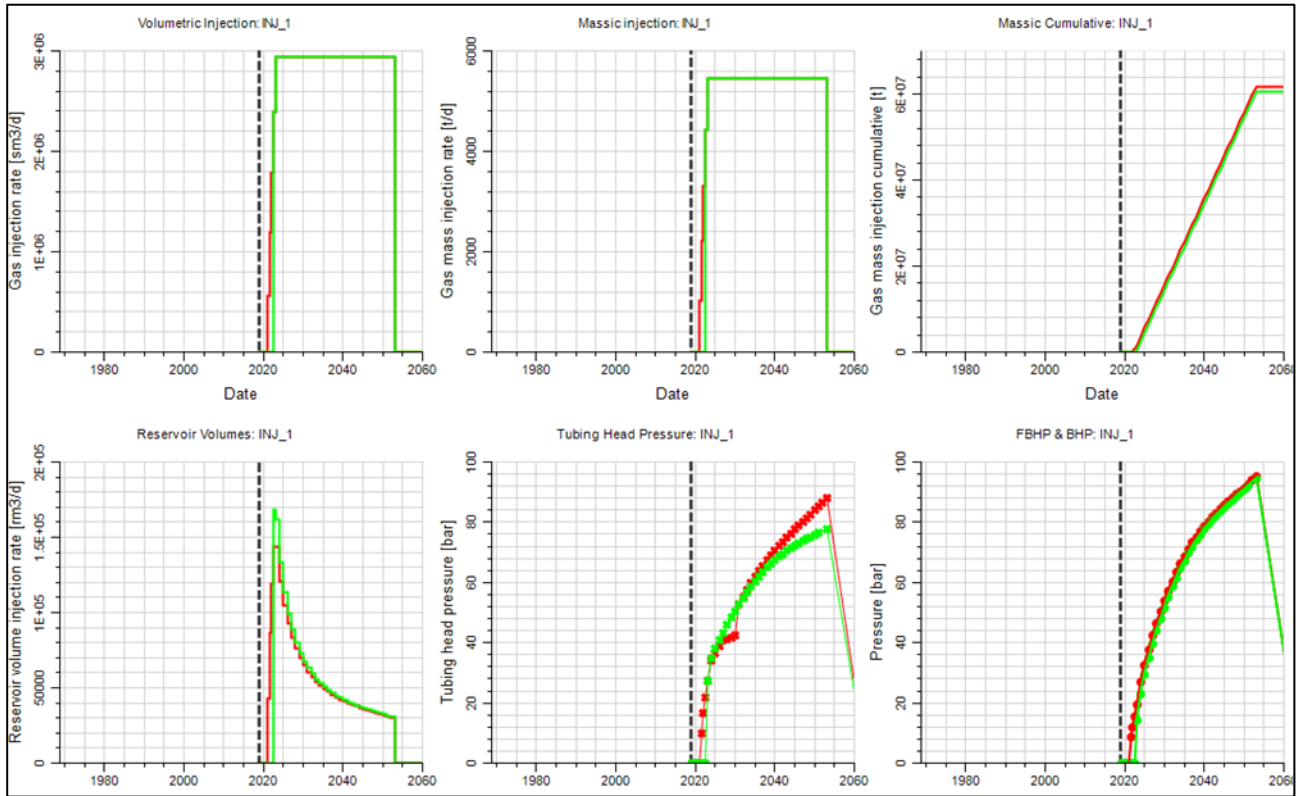 Volumetric Injection: INJ_1
Gas injection rate [sm3/d]
3E+06
2E+06
1E+06
0
1980 2000 2020 2040 2060
Date
Massic injection: INJ_1
Gas mass injection rate [t/d]
6000
4000
2000
0
1980 2000 2020 2040 2060
Date
Massic Cumulative: INJ_1
Gas mass injection cumulative [t]
6E+07
4E+07
2E+07
0
1980 2000 2020 2040 2060
Date
Reservoir Volumes: INJ_1
Reservoir volume injection rate [rm3/d]
2E+05
1.5E+05
1E+05
50000
0
1980 2000 2020 2040 2060
Tubing Head Pressure: INJ_1
Tubing head pressure [bar]
100
80
60
40
20
0
1980 2000 2020 2040 2060
FBHP & BHP: INJ_1
Pressure [bar]
100
80
60
40
20
0
1980 2000 2020 2040 2060